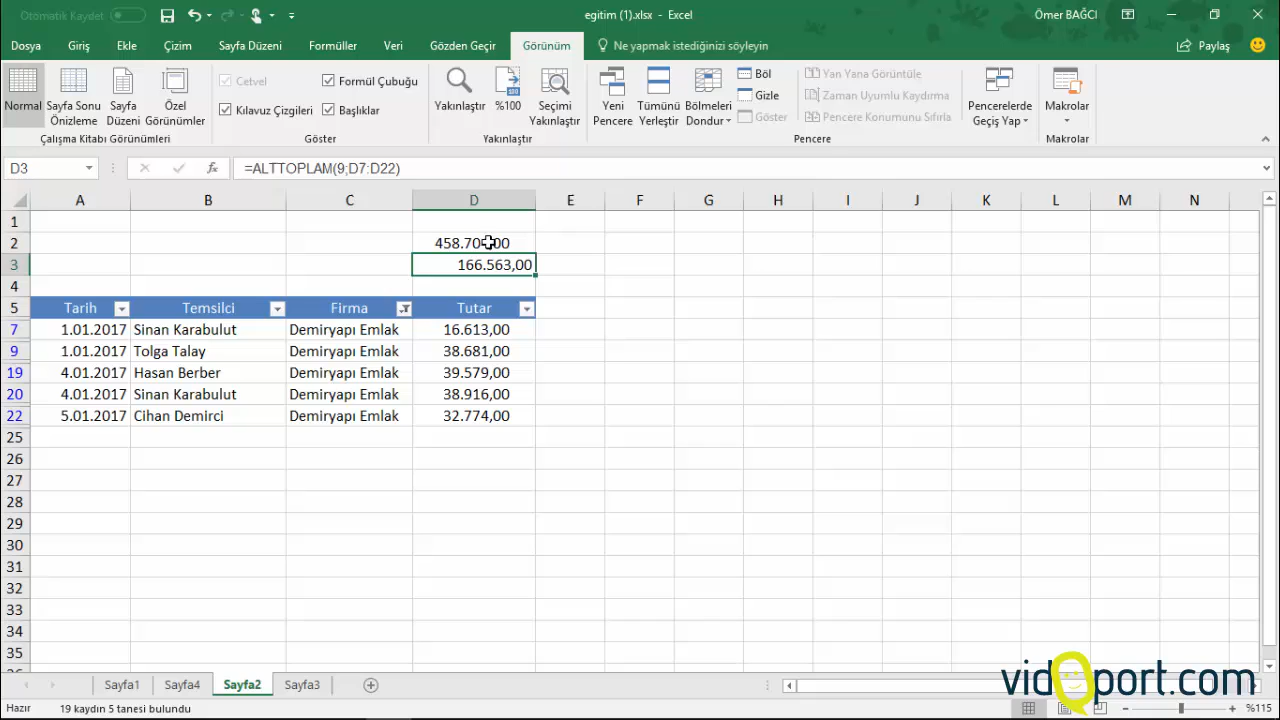 Otomatik Kaydet
egitim (1).xlsx - Excel
Ömer BAĞCI
Dosya Giriş Ekle Çizim Sayfa Düzeni Formüller Veri Gözden Geçir Görünüm Ne yapmak istediğinizi söyleyin Paylaş
Normal
Sayfa Sonu Önizleme
Sayfa Düzeni
Özel Görünümler
Çalışma Kitabı Görünümleri
Cetvel
Formül Çubuğu
Kılavuz Çizgileri
Başlıklar
Göster
Yakınlaştır
%100
Seçimi Yakınlaştır
Yakınlaştır
Yeni Pencere
Tümünü Yerleştir
Bölmeleri Dondur
Böl
Gizle
Göster
Yan Yana Görüntüle
Zaman Uyumlu Kaydırma
Pencere Konumunu Sıfırla
Pencere
Pencerelerde Geçiş Yap
Makrolar
Makrolar
D3 fx =ALTTOPLAM(9;D7:D22)
A B C D E F G H I J K L M N
1
2
3 166.563,00
4
5 Tarih Temsilci Firma Tutar
7 1.01.2017 Sinan Karabulut Demiryapı Emlak 16.613,00
9 1.01.2017 Tolga Talay Demiryapı Emlak 38.681,00
19 4.01.2017 Hasan Berber Demiryapı Emlak 39.579,00
20 4.01.2017 Sinan Karabulut Demiryapı Emlak 38.916,00
22 5.01.2017 Cihan Demirci Demiryapı Emlak 32.774,00
25
26
27
28
29
30
31
32
33
34
35
Sayfa1 Sayfa4 Sayfa2 Sayfa3
vidoport.com
Hazır 19 kaydın 5 tanesi bulundu %115